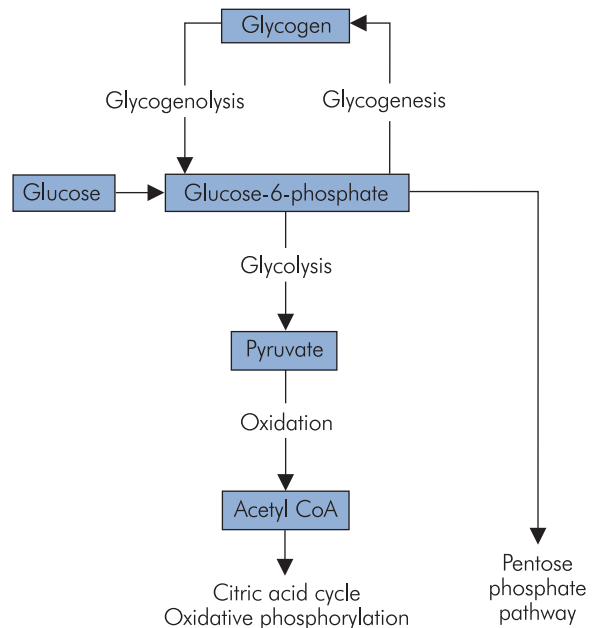 Glycogen
Glycogenolysis
Glycogenesis
Glucose
Glucose-6-phosphate
Glycolysis
Pyruvate
Oxidation
Acetyl CoA
Citric acid cycle
Oxidative phosphorylation
Pentose
phosphate
pathway